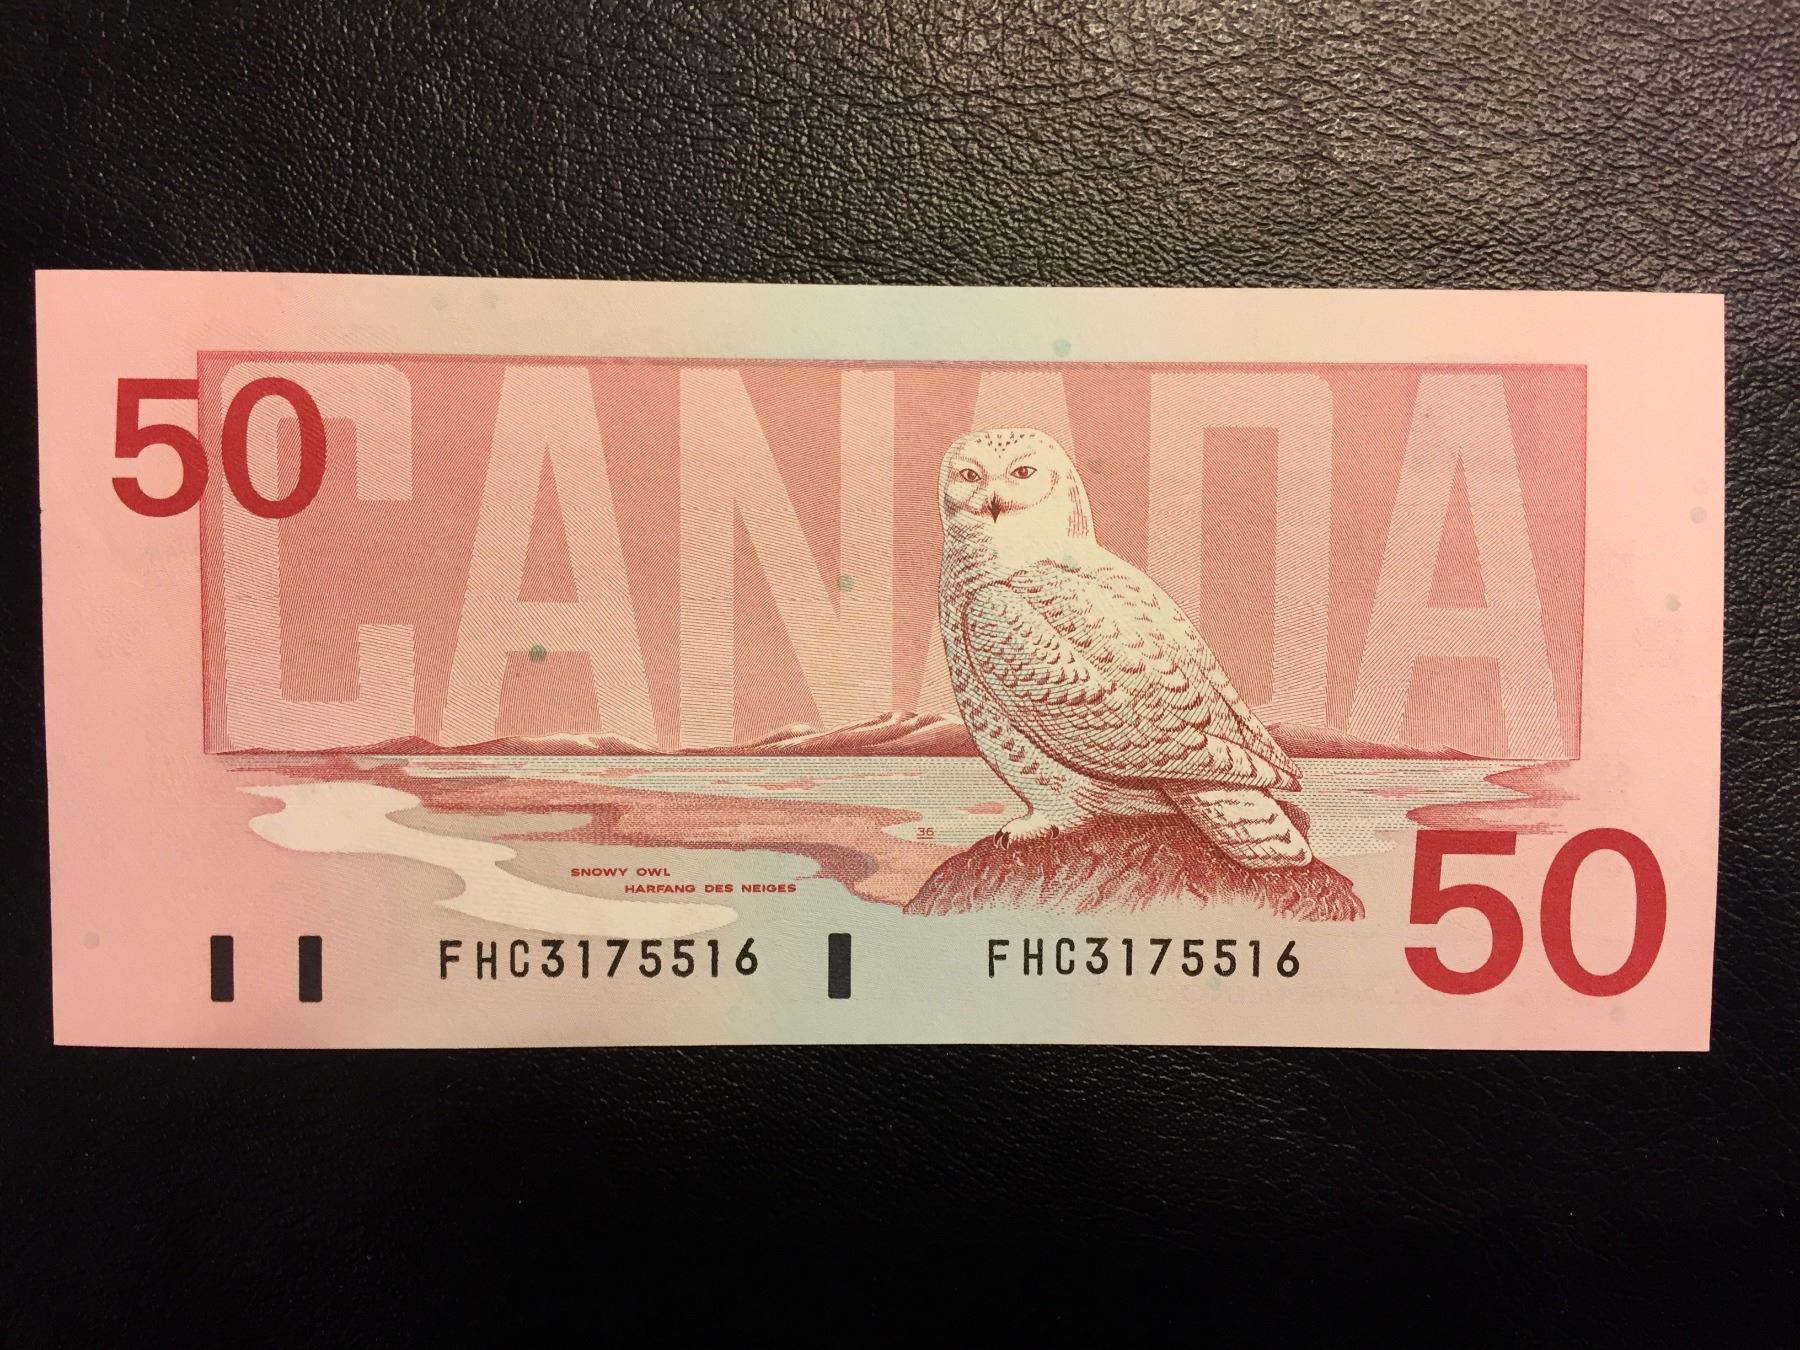 50
CANADA
36
SNOWY OWL
HARFANG DES NEIGES
FHC3175516 FHC3175516
50